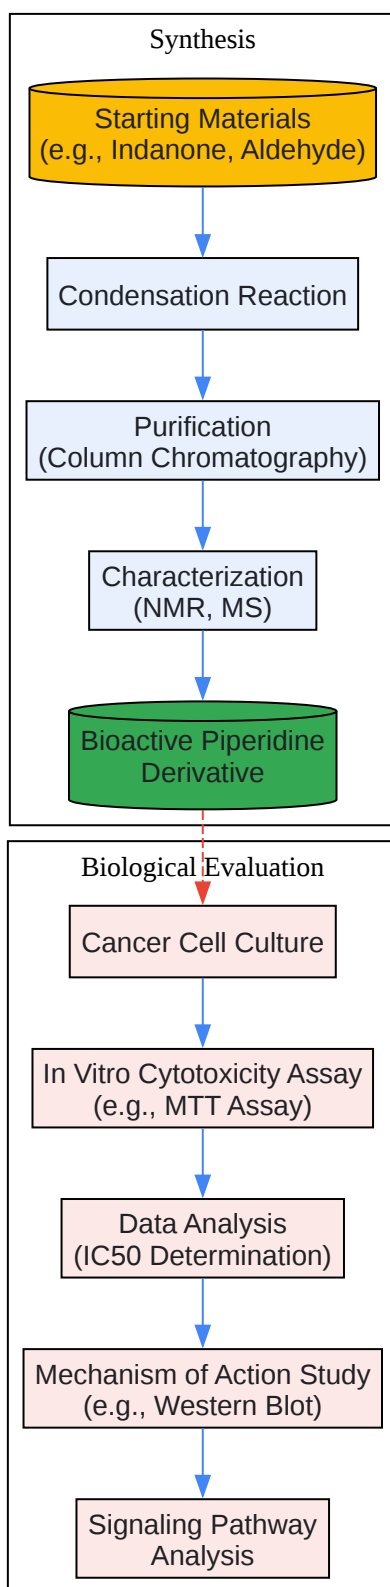 Synthesis
Starting Materials
(e.g., Indanone, Aldehyde)
Condensation Reaction
Purification
(Column Chromatography)
Characterization
(NMR, MS)
Bioactive Piperidine
Derivative
Biological Evaluation
Cancer Cell Culture
In Vitro Cytotoxicity Assay
(e.g., MTT Assay)
Data Analysis
(IC50 Determination)
Mechanism of Action Study
(e.g., Western Blot)
Signaling Pathway
Analysis